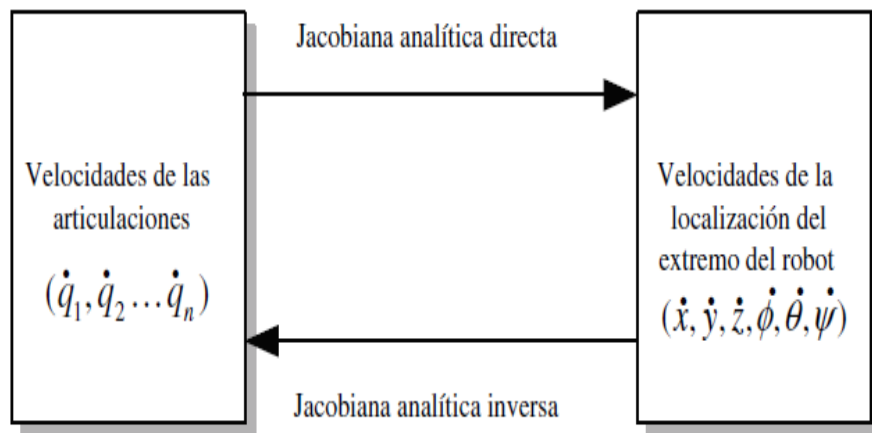 Jacobiana analítica directa
Velocidades de las
articulaciones
(q̇₁, q̇₂ … q̇ₙ)
Velocidades de la
localización del
extremo del robot
(ẋ, ẏ, ż, ϕ̇, θ̇, ψ̇)
Jacobiana analítica inversa